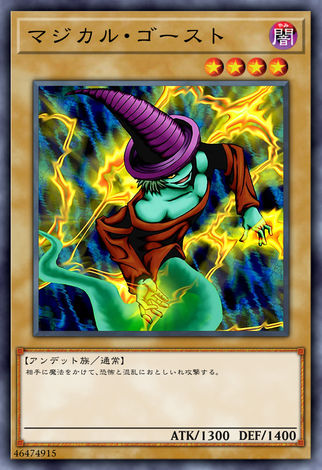 マジカル・ゴースト
闇
やみ
【アンデット族／通常】
相手に魔法をかけて、恐怖と混乱におとしいれ攻撃する。
ATK/1300 DEF/1400
46474915